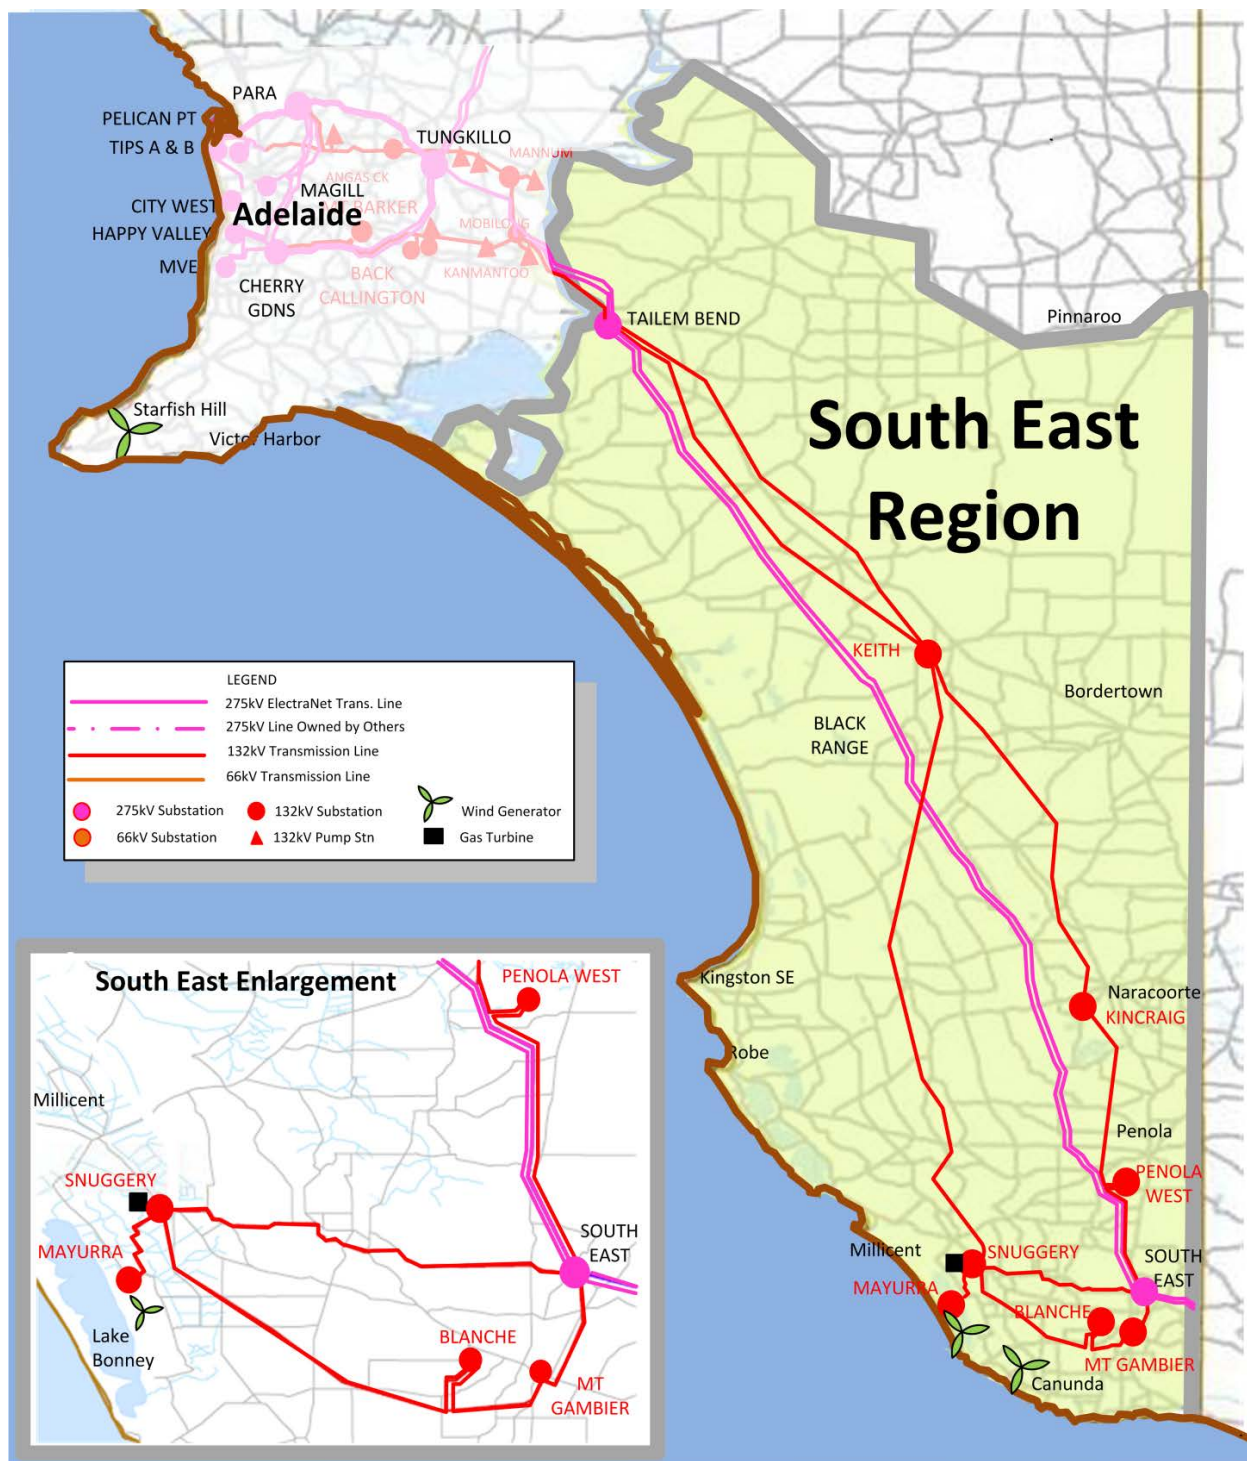 PARA
PELICAN PT
TUNGKILLO
TIPS A & B
MANNUM
ANGAS CK
MAGILL
CITY WEST
Adelaide
MT BARKER
HAPPY VALLEY
MOBILONG
MVE
BACK
CALLINGTON
KANMANTOO
CHERRY
GDNS
TAILEM BEND
Pinnaroo
Starfish Hill
Victor Harbor
South East
Region
KEITH
Bordertown
BLACK
RANGE
LEGEND
275kV ElectraNet Trans. Line
275kV Line Owned by Others
132kV Transmission Line
66kV Transmission Line
275kV Substation
132kV Substation
Wind Generator
66kV Substation
132kV Pump Stn
Gas Turbine
Kingston SE
Naracoorte
KINCRAIG
Robe
Penola
PENOLA
WEST
Millicent
SNUGGERY
SOUTH
EAST
MAYURRA
BLANCHE
MT GAMBIER
Canunda
South East Enlargement
PENOLA WEST
Millicent
SNUGGERY
MAYURRA
SOUTH
EAST
Lake
Bonney
BLANCHE
MT
GAMBIER